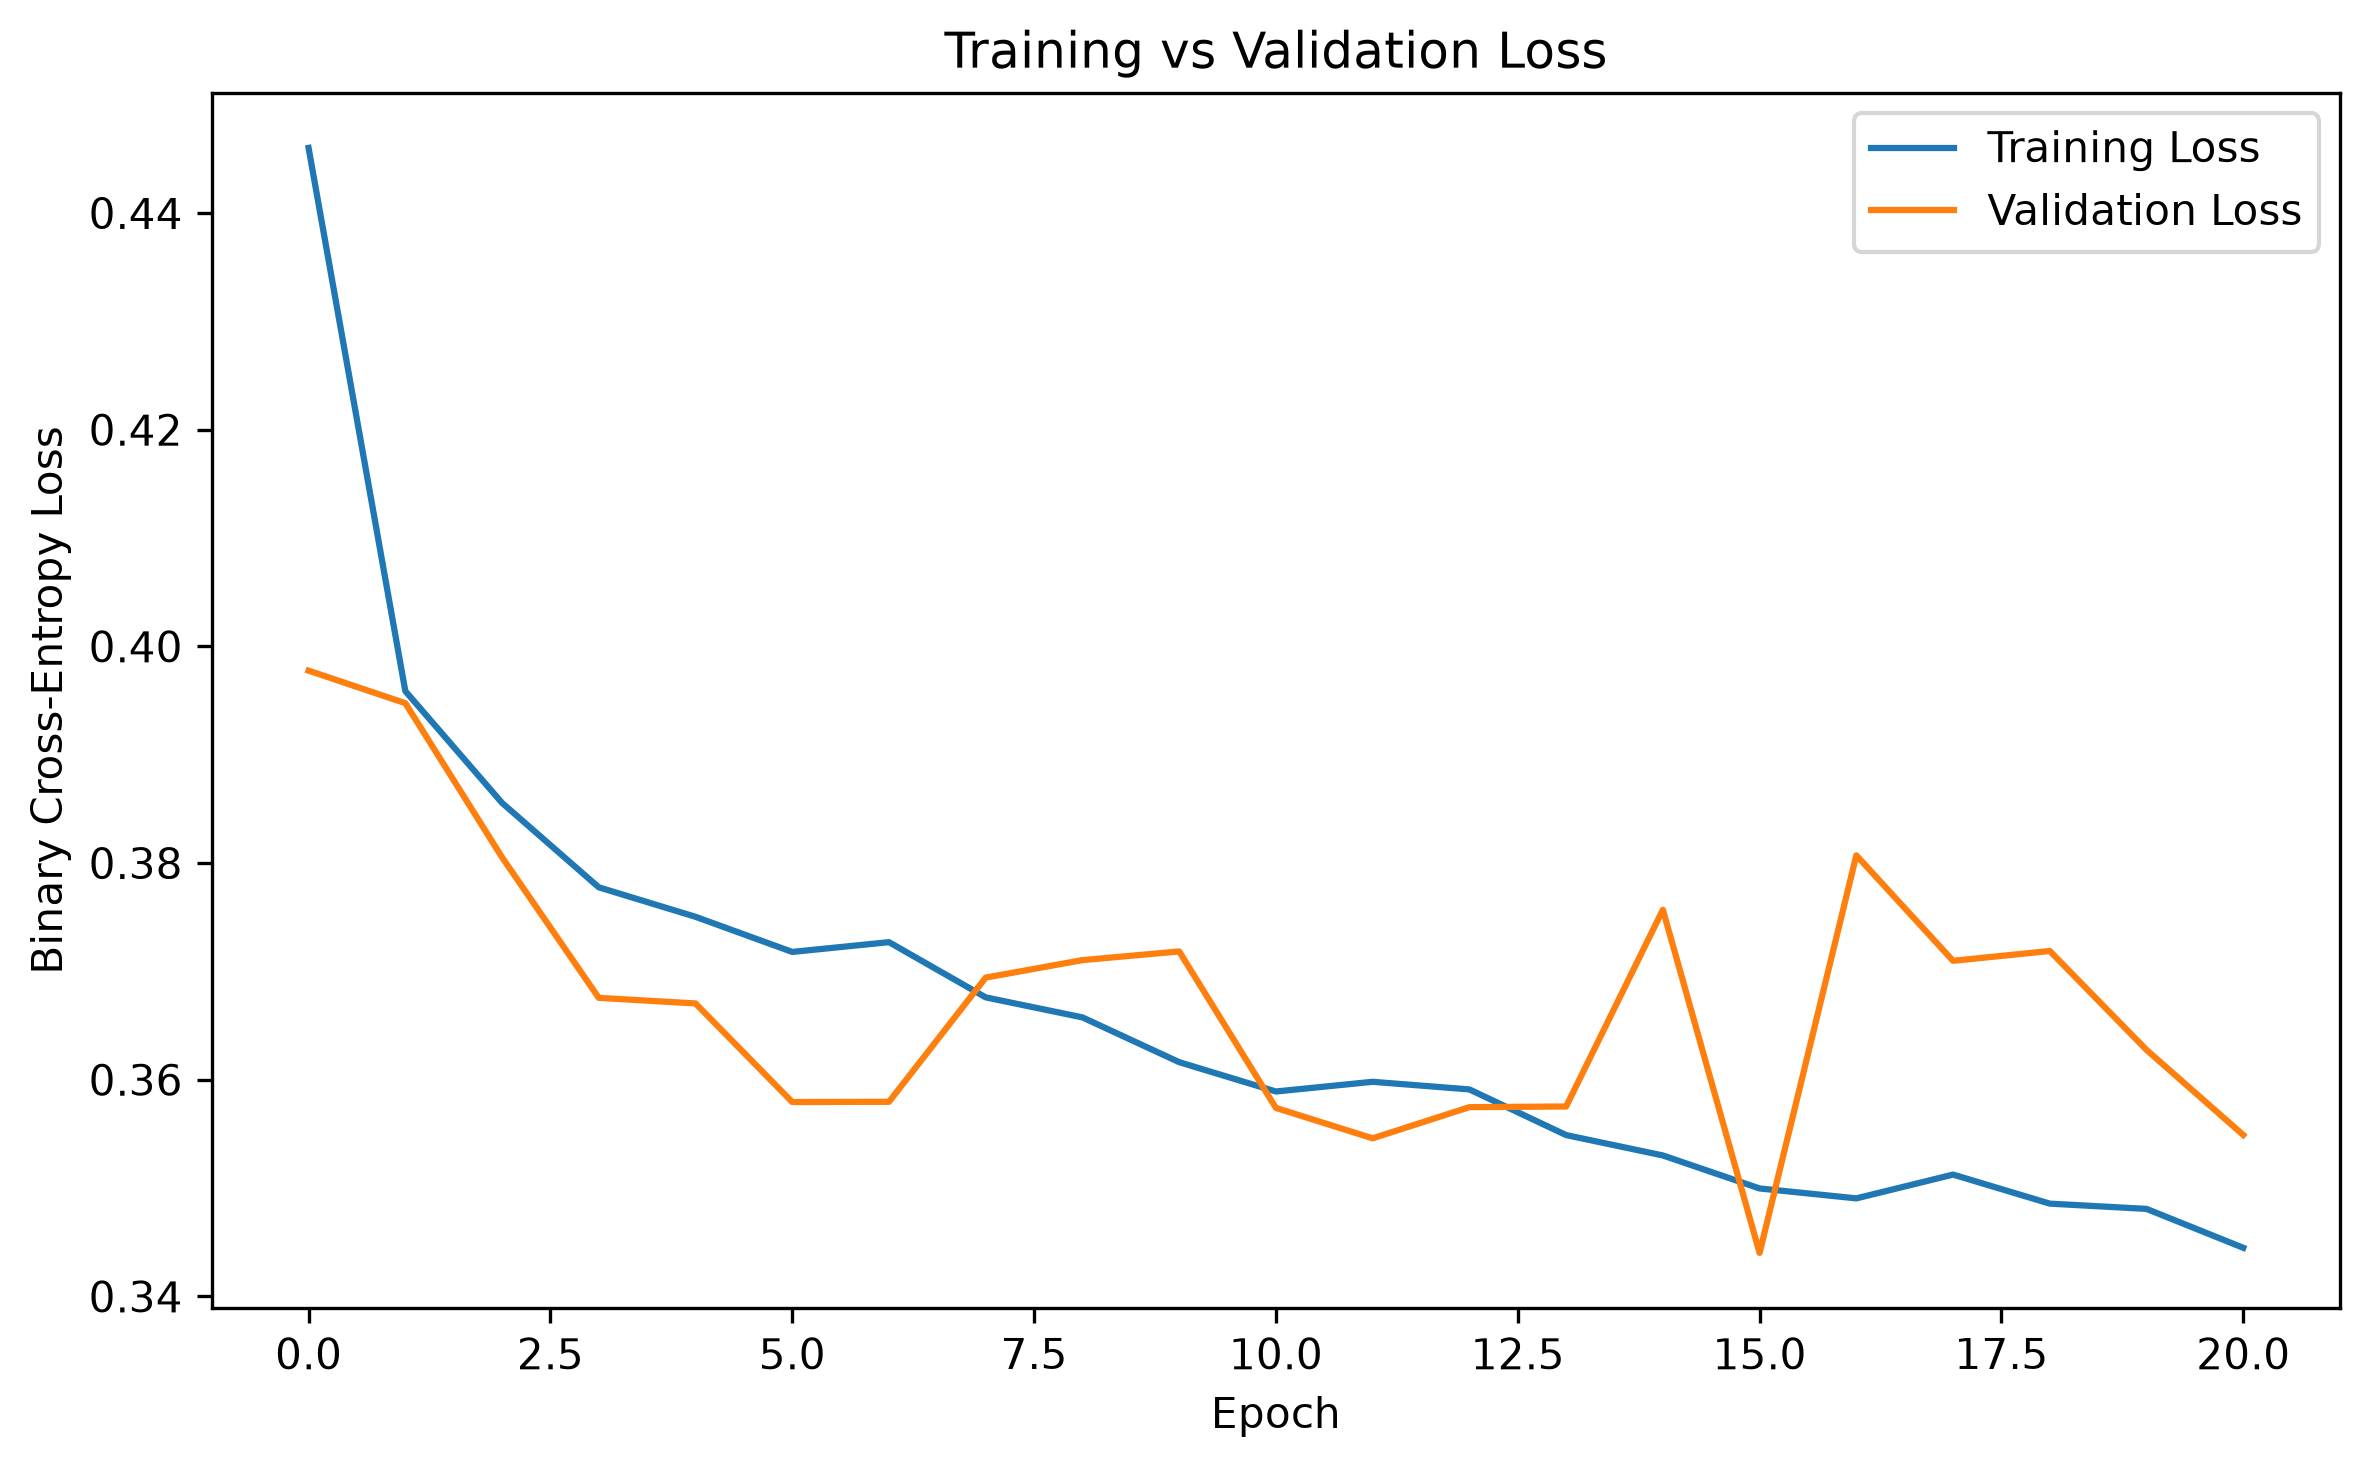 Training vs Validation Loss
Training Loss
Validation Loss
Binary Cross-Entropy Loss
0.44
0.42
0.40
0.38
0.36
0.34
0.0 2.5 5.0 7.5 10.0 12.5 15.0 17.5 20.0
Epoch